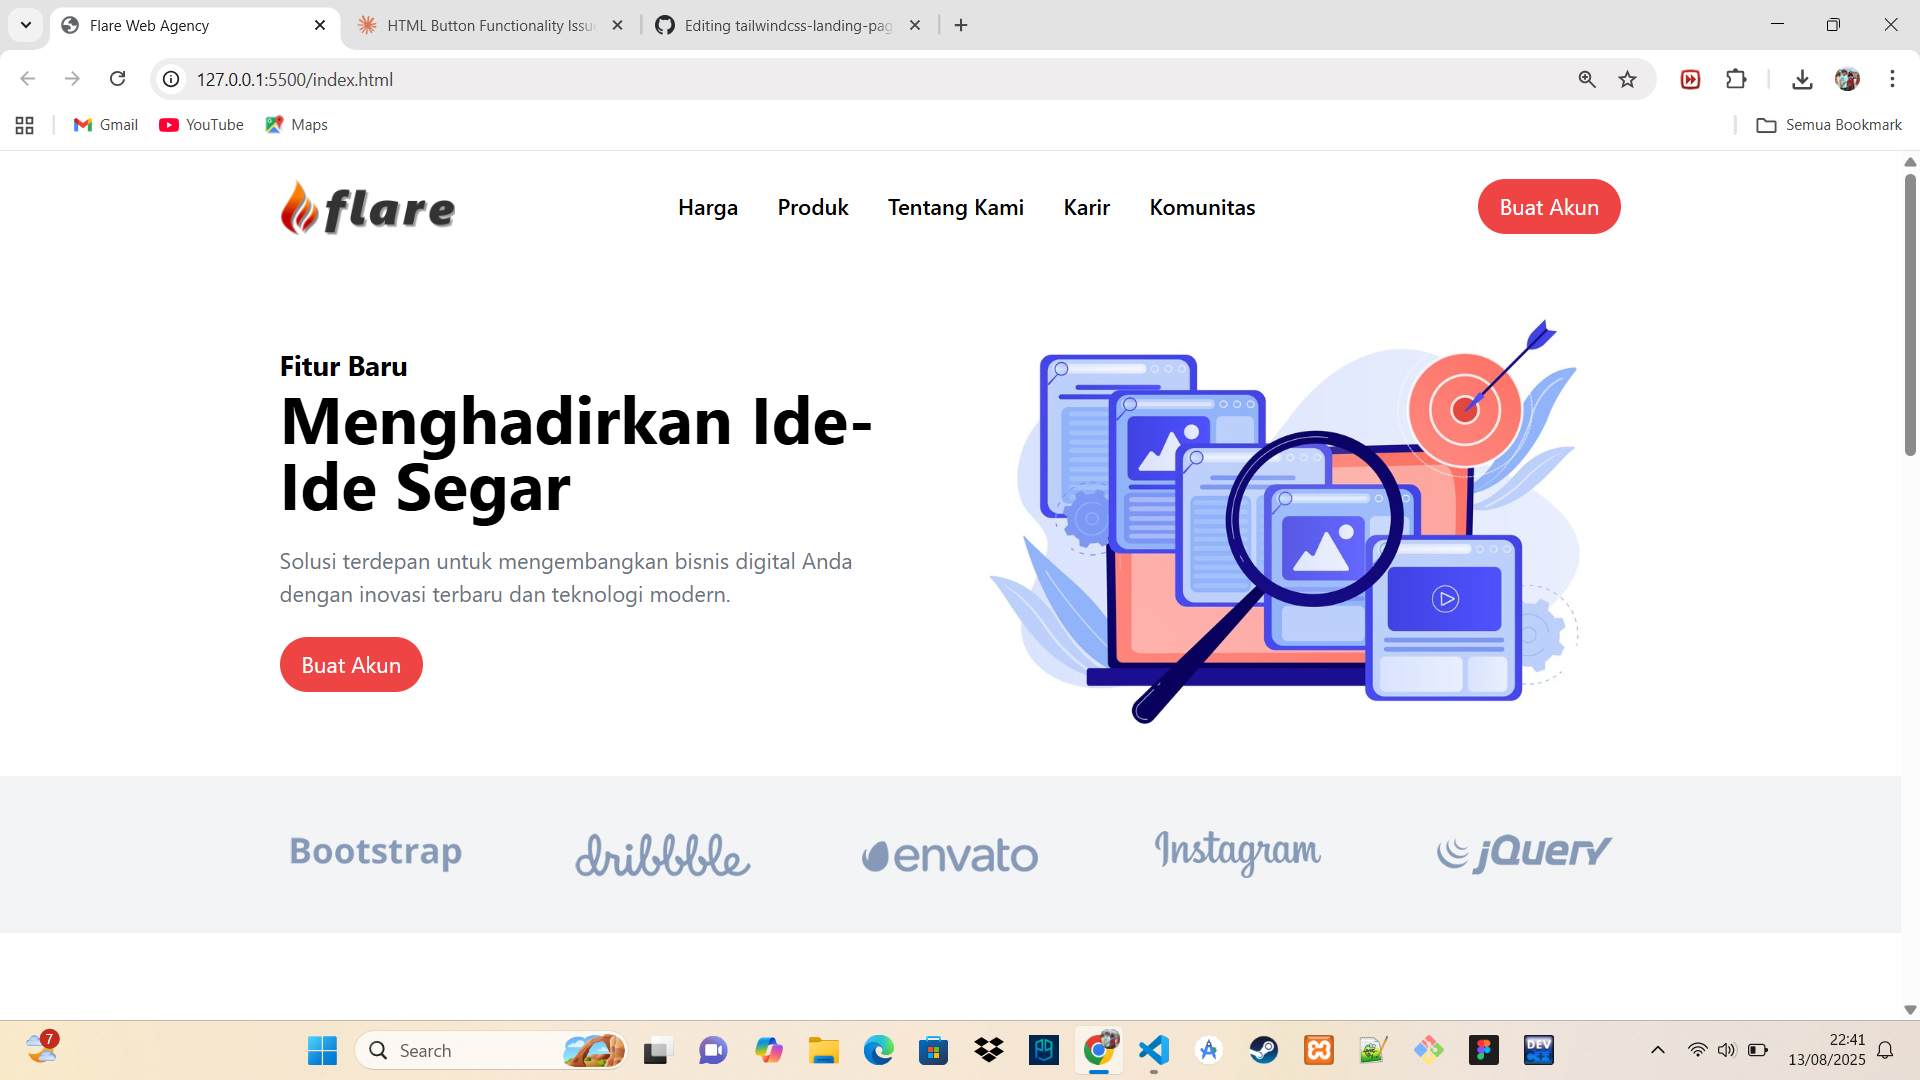 Flare Web Agency
HTML Button Functionality Issu
Editing tailwindcss-landing-pag
127.0.0.1:5500/index.html
Gmail
YouTube
Maps
Semua Bookmark
flare
Harga
Produk
Tentang Kami
Karir
Komunitas
Buat Akun
Fitur Baru
Menghadirkan Ide-
Ide Segar
Solusi terdepan untuk mengembangkan bisnis digital Anda
dengan inovasi terbaru dan teknologi modern.
Buat Akun
Bootstrap
dribbble
envato
Instagram
jQuery
7
Search
DEV
C++
22:41
13/08/2025